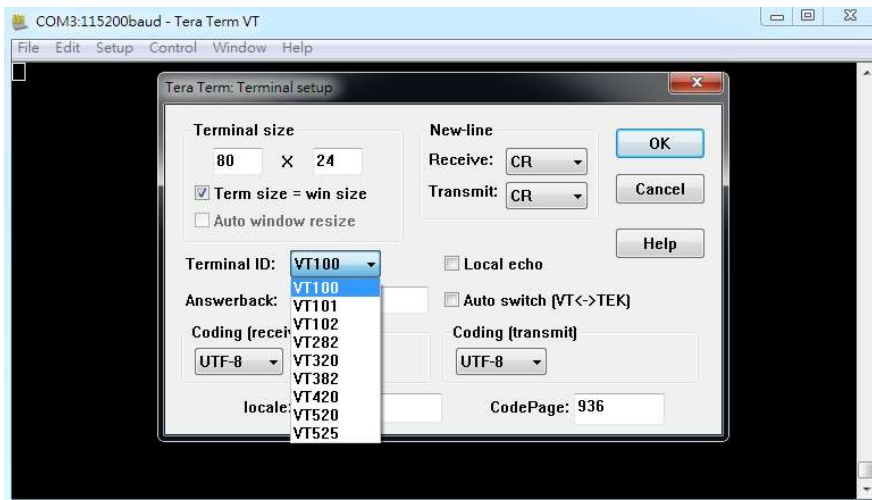 COM3:115200baud - Tera Term VT
File Edit Setup Control Window Help
Tera Term: Terminal setup
Terminal size
80 X 24
Term size = win size
Auto window resize
New-line
Receive: CR
Transmit: CR
OK
Cancel
Help
Terminal ID: VT100
VT100
VT101
VT102
VT282
VT320
VT382
VT420
VT520
VT525
Local echo
Answerback:
Auto switch (VT<->TEK)
Coding (recei
UTF-8
Coding (transmit)
UTF-8
locale:
CodePage: 936